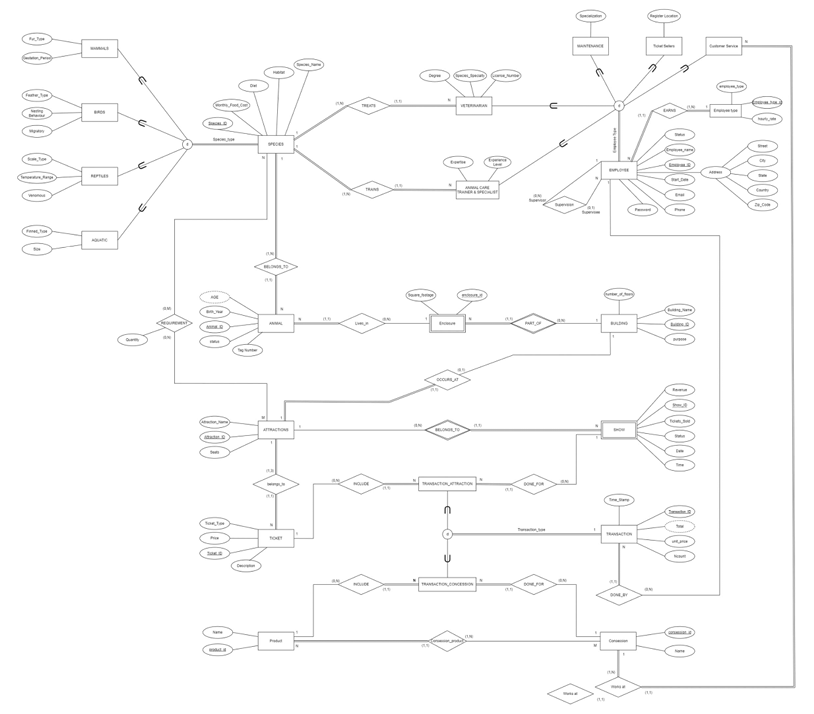 Specialization
Register Location
Fur_Type
MAMMALS
Gestation_Period
MAINTENANCE
Ticket Sellers
Customer Service
N
Species_Name
Habitat
Diet
Degree
Species_Specialty
License_Number
employee_type
Employee_type_ID
Feather_Type
Nesting
Behaviour
BIRDS
Migratory
Monthly_Food_Cost
Species_ID
(1,N)
TREATS
(1,1)
N
VETERINARIAN
d
EARNS
(1,N)
Employee type
Hourly_rate
(1,1)
Employee Type
Status
Species_type
d
SPECIES
Employee_name
Street
Scale_Type
Temperature_Range
REPTILES
Venomous
Expertise
Experience
Level
EMPLOYEE
Employee_ID
Start_Date
Email
Phone
Password
Address
City
State
Country
Zip_Code
TRAINS
(1,N)
(1,1)
N
ANIMAL CARE
TRAINER & SPECIALIST
(0,N)
Supervisor
Supervision
(0,1)
Supervisee
AQUATIC
Size
(1,N)
BELONGS_TO
(1,1)
N
AGE
Birth_Year
Animal_ID
status
Tag Number
ANIMAL
N
(1,1)
Lives_in
Square_footage
enclosure_id
1
Enclosure
N
(1,1)
PART_OF
(0,N)
number_of_floors
1
BUILDING
Building_Name
Building_ID
purpose
(0,N)
REQUIREMENT
(0,N)
Quantity
(0,1)
OCCURS_AT
(1,1)
M
1
Attraction_Name
Attraction_ID
Seats
ATTRACTIONS
1
(0,N)
BELONGS_TO
(1,1)
N
SHOW
1
Revenue
Show_ID
Tickets_Sold
Status
Date
Time
belongs_to
(1,1)
N
(0,N)
INCLUDE
(1,1)
N
TRANSACTION_ATTRACTION
N
DONE_FOR
(1,1)
(0,N)
Ticket_Type
Price
Ticket_ID
Description
TICKET
1
d
Transaction_type
1
Time_Stamp
TRANSACTION
Transaction_ID
Total
unit_price
N
(1,1)
DONE_BY
(0,N)
(0,N)
INCLUDE
(1,1)
N
TRANSACTION_CONCESSION
N
DONE_FOR
(1,1)
(0,N)
Name
product_id
Product
1
N
(1,1)
Concession_product
(1,N)
1
M
Concession
concession_id
Name
1
(1,N)
Works at
Works at
(1,1)
(1,1)